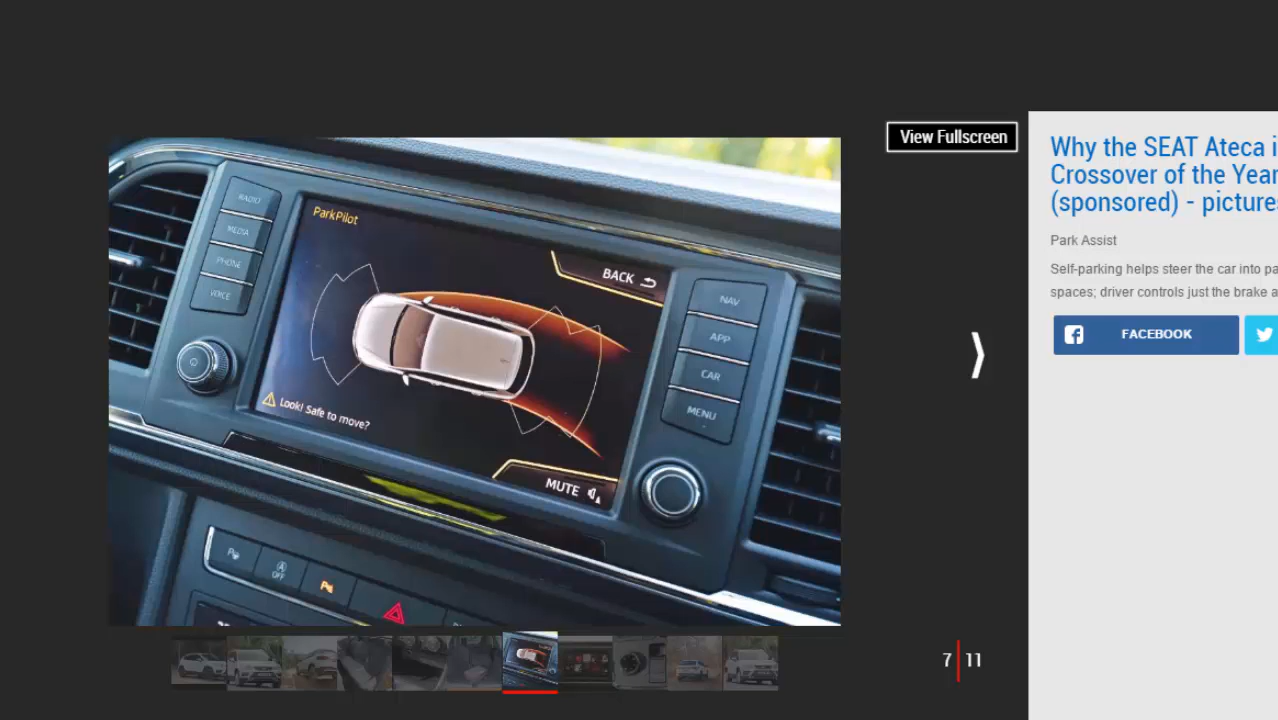 View Fullscreen
Why the SEAT Ateca i
Crossover of the Year
(sponsored) - pictures
Park Assist
Self-parking helps steer the car into pa
spaces; driver controls just the brake a
FACEBOOK
ParkPilot
BACK
Look! Safe to move?
MUTE
RADIO
MEDIA
PHONE
VOICE
NAV
APP
CAR
MENU
OFF
7 11